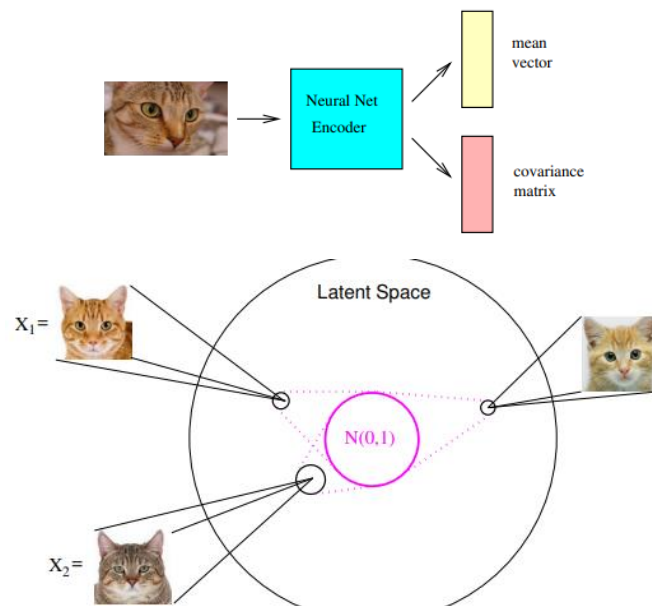 mean
vector
Neural Net
Encoder
covariance
matrix
Latent Space
X1=
N(0,1)
X2=